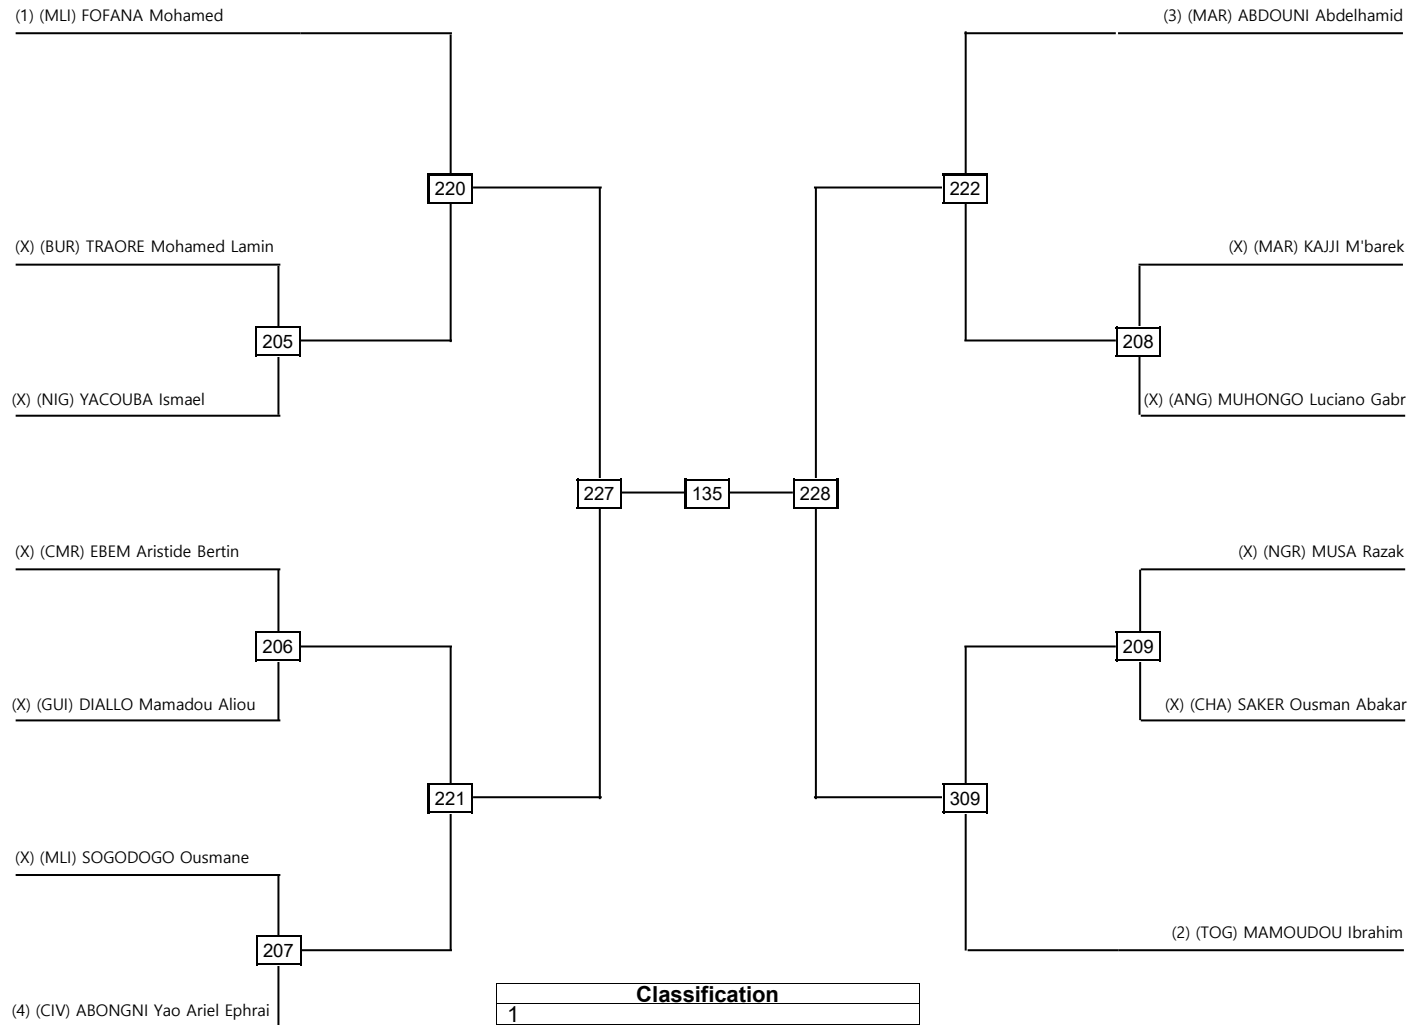 (1) (MLI) FOFANA Mohamed
(3) (MAR) ABDOUNI Abdelhamid
220
222
(X) (BUR) TRAORE Mohamed Lamin
(X) (MAR) KAJJI M'barek
205
208
(X) (NIG) YACOUBA Ismael
(X) (ANG) MUHONGO Luciano Gabr
227
135
228
(X) (CMR) EBEM Aristide Bertin
(X) (NGR) MUSA Razak
206
209
(X) (GUI) DIALLO Mamadou Aliou
(X) (CHA) SAKER Ousman Abakar
221
309
(X) (MLI) SOGODOGO Ousmane
(2) (TOG) MAMOUDOU Ibrahim
207
Classification
(4) (CIV) ABONGNI Yao Ariel Ephrai
1